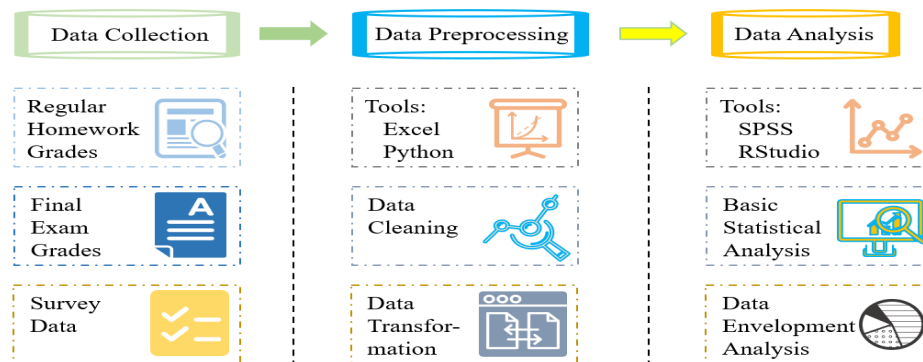 Data Collection
Data Preprocessing
Data Analysis
Regular
Homework
Grades
Tools:
Excel
Python
Tools:
SPSS
RStudio
Final
Exam
Grades
A
Data
Cleaning
Basic
Statistical
Analysis
Survey
Data
Data
Transfor-
mation
Data
Envelopment
Analysis